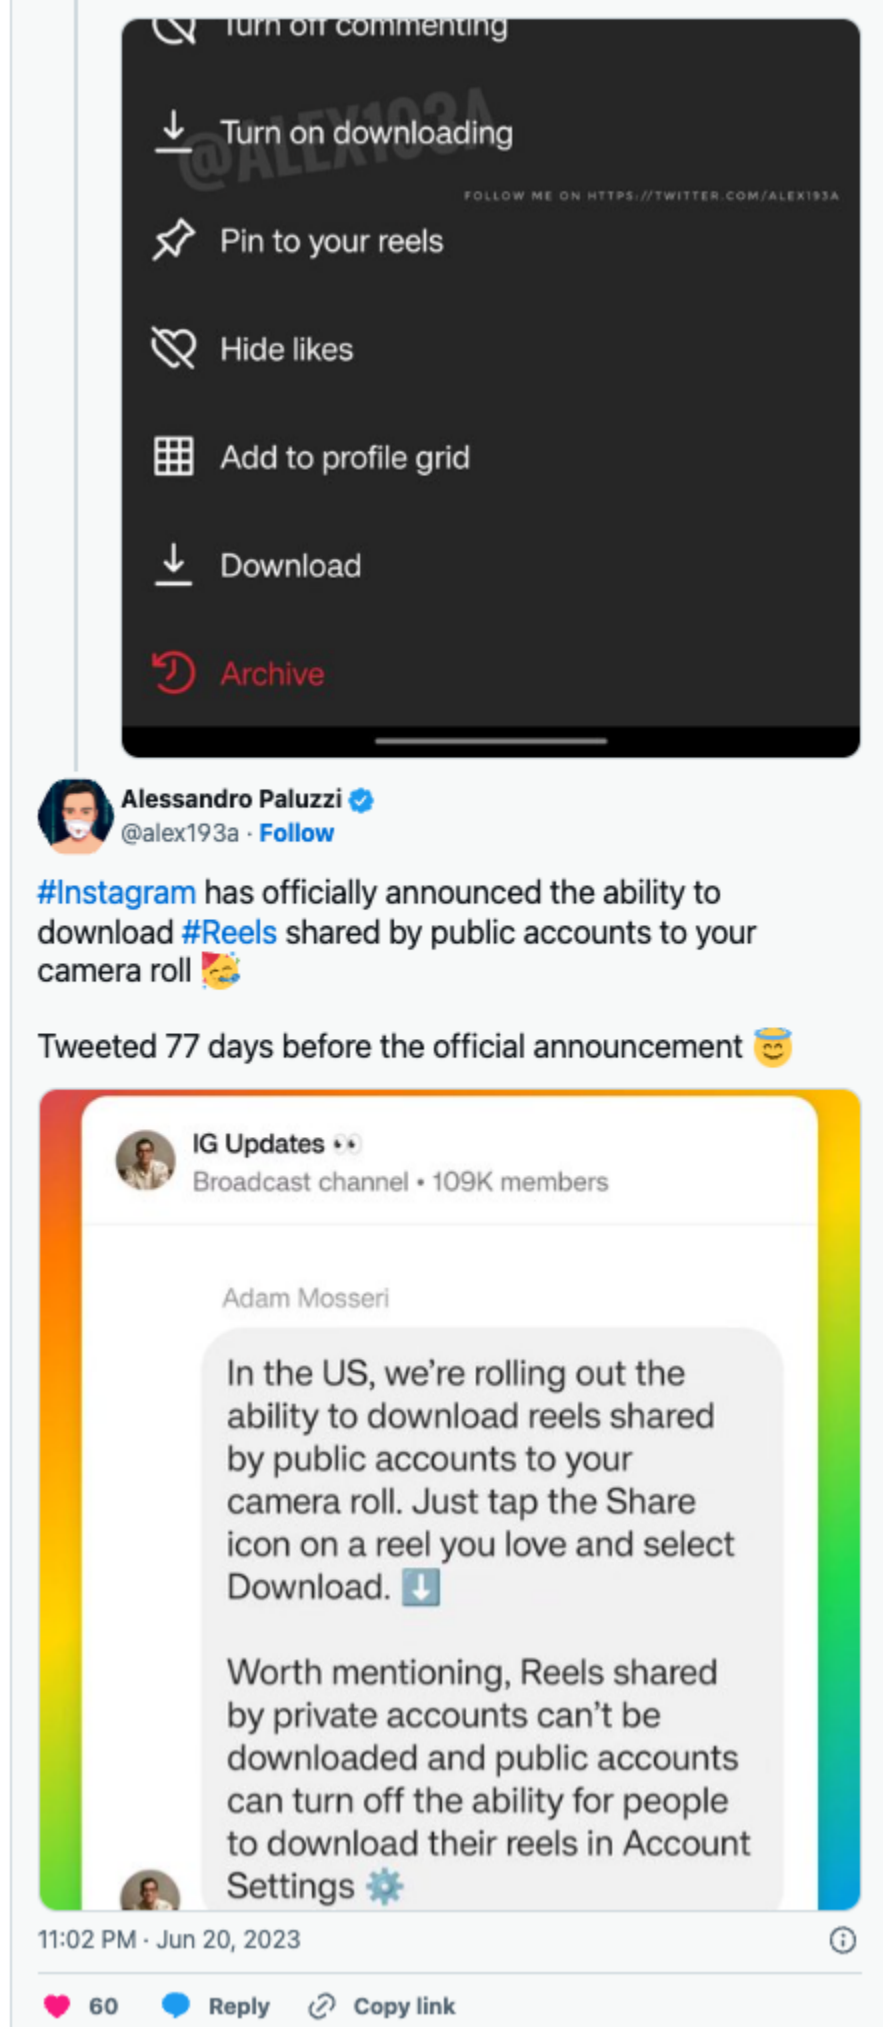 Turn off commenting
@ALEX193A
Turn on downloading
FOLLOW ME ON HTTPS://TWITTER.COM/ALEX193A
Pin to your reels
Hide likes
Add to profile grid
Download
Archive
Alessandro Paluzzi
@alex193a · Follow
#Instagram has officially announced the ability to
download #Reels shared by public accounts to your
camera roll 🥳
Tweeted 77 days before the official announcement 😇
IG Updates 👀
Broadcast channel • 109K members
Adam Mosseri
In the US, we’re rolling out the
ability to download reels shared
by public accounts to your
camera roll. Just tap the Share
icon on a reel you love and select
Download. ⬇️
Worth mentioning, Reels shared
by private accounts can’t be
downloaded and public accounts
can turn off the ability for people
to download their reels in Account
Settings ⚙️
11:02 PM · Jun 20, 2023
60 Reply Copy link